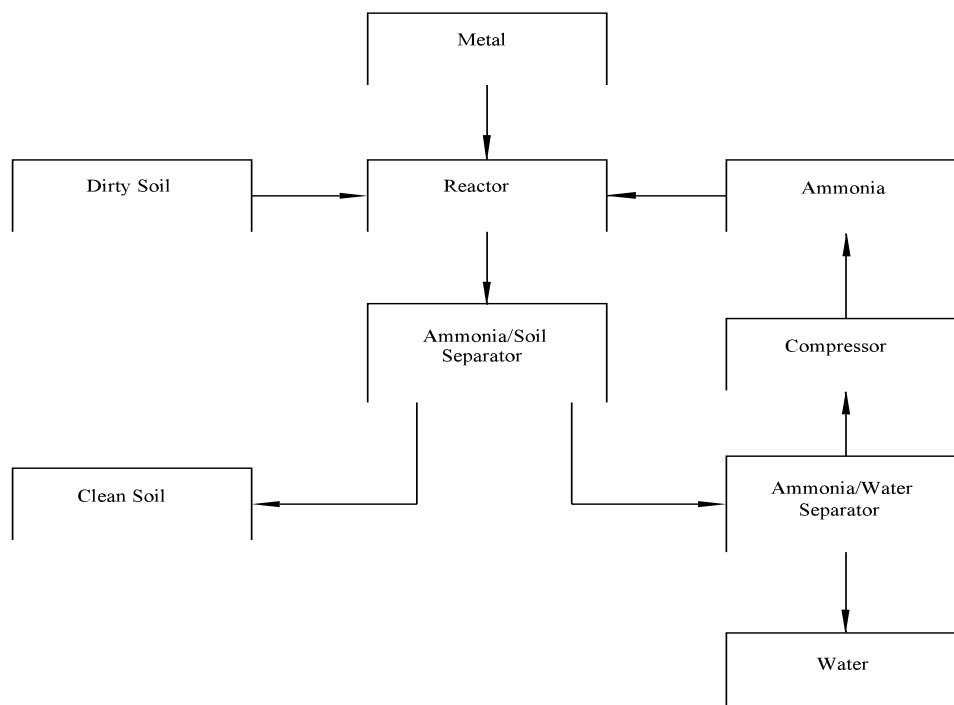 Metal
Dirty Soil
Reactor
Ammonia
Ammonia/Soil
Separator
Compressor
Clean Soil
Ammonia/Water
Separator
Water